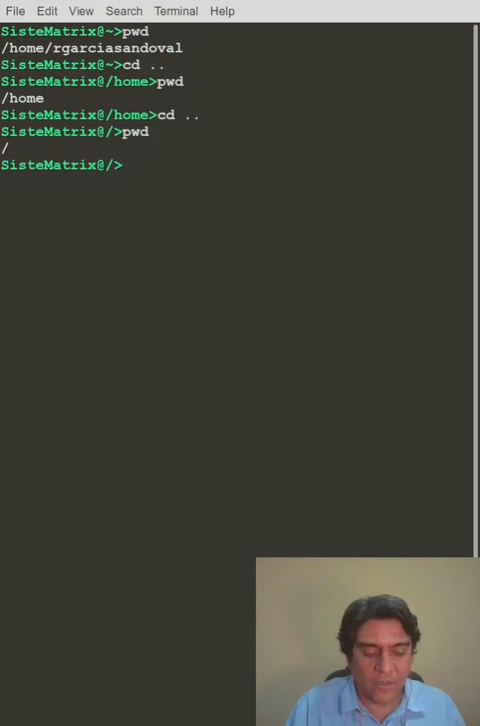 File Edit View Search Terminal Help
SisteMatrix@~>pwd
/home/rgarciasandoval
SisteMatrix@~>cd ..
SisteMatrix@/home>pwd
/home
SisteMatrix@/home>cd ..
SisteMatrix@/>pwd
/
SisteMatrix@/>